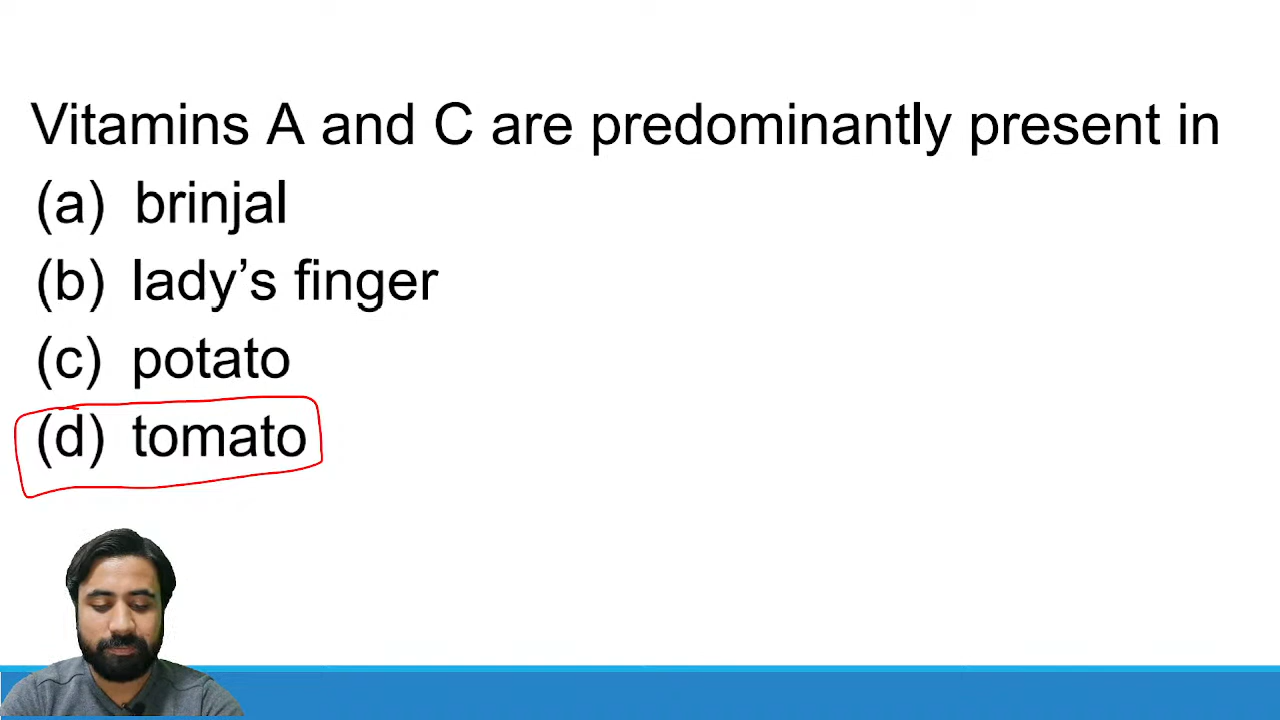 Vitamins A and C are predominantly present in
(a) brinjal
(b) lady’s finger
(c) potato
(d) tomato